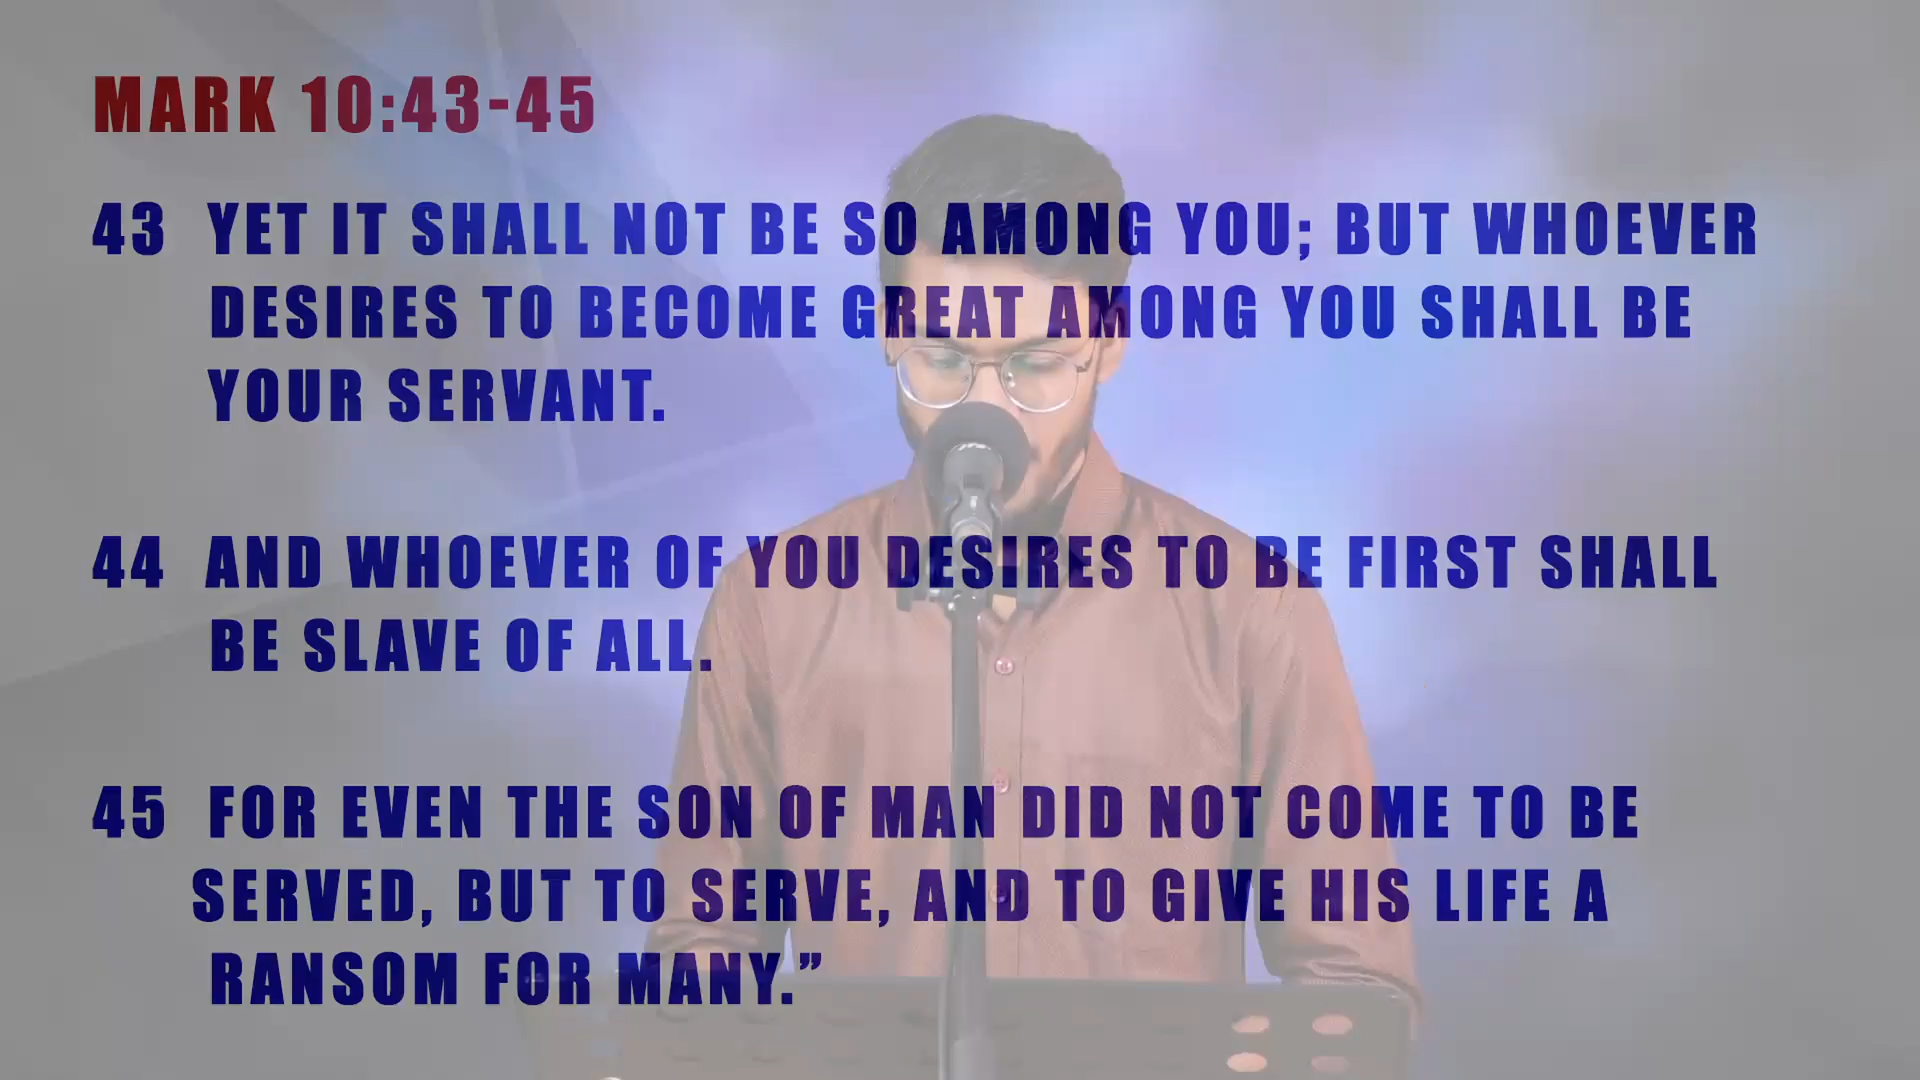 MARK 10:43-45
43 YET IT SHALL NOT BE SO AMONG YOU; BUT WHOEVER
DESIRES TO BECOME GREAT AMONG YOU SHALL BE
YOUR SERVANT.
44 AND WHOEVER OF YOU DESIRES TO BE FIRST SHALL
BE SLAVE OF ALL.
45 FOR EVEN THE SON OF MAN DID NOT COME TO BE
SERVED, BUT TO SERVE, AND TO GIVE HIS LIFE A
RANSOM FOR MANY.”